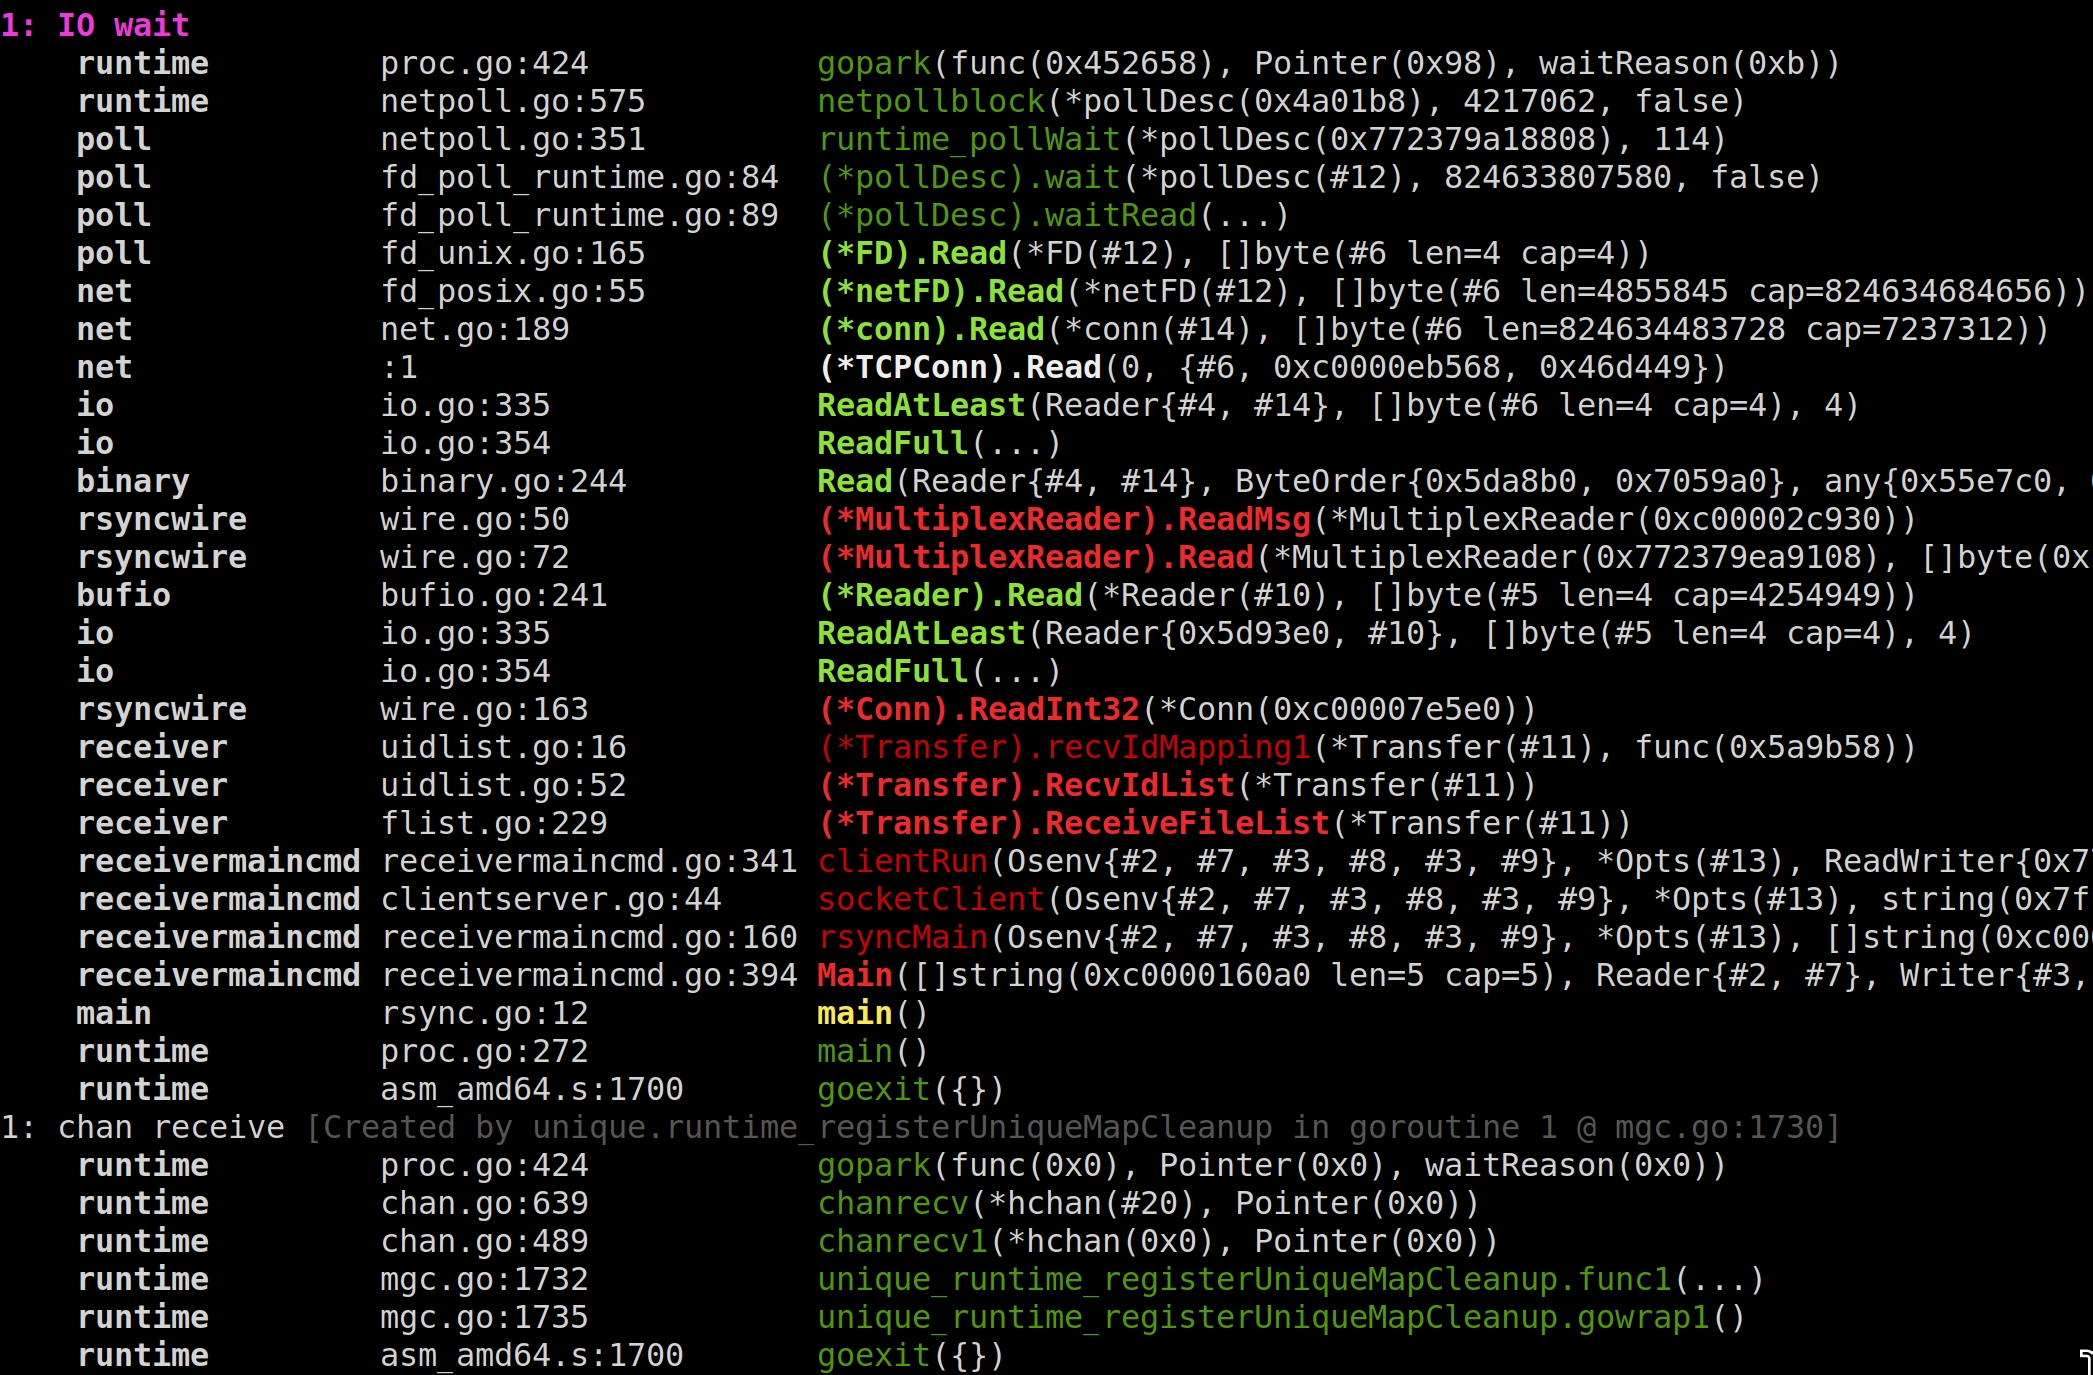 1: IO wait
runtime proc.go:424 gopark(func(0x452658), Pointer(0x98), waitReason(0xb))
runtime netpoll.go:575 netpollblock(*pollDesc(0x4a01b8), 4217062, false)
poll netpoll.go:351 runtime_pollWait(*pollDesc(0x772379a18808), 114)
poll fd_poll_runtime.go:84 (*pollDesc).wait(*pollDesc(#12), 824633807580, false)
poll fd_poll_runtime.go:89 (*pollDesc).waitRead(...)
poll fd_unix.go:165 (*FD).Read(*FD(#12), []byte(#6 len=4 cap=4))
net fd_posix.go:55 (*netFD).Read(*netFD(#12), []byte(#6 len=4855845 cap=824634684656))
net net.go:189 (*conn).Read(*conn(#14), []byte(#6 len=824634483728 cap=7237312))
net :1 (*TCPConn).Read(0, {#6, 0xc0000eb568, 0x46d449})
io io.go:335 ReadAtLeast(Reader{#4, #14}, []byte(#6 len=4 cap=4), 4)
io io.go:354 ReadFull(...)
binary binary.go:244 Read(Reader{#4, #14}, ByteOrder{0x5da8b0, 0x7059a0}, any{0x55e7c0,
rsyncwire wire.go:50 (*MultiplexReader).ReadMsg(*MultiplexReader(0xc00002c930))
rsyncwire wire.go:72 (*MultiplexReader).Read(*MultiplexReader(0x772379ea9108), []byte(0x
bufio bufio.go:241 (*Reader).Read(*Reader(#10), []byte(#5 len=4 cap=4254949))
io io.go:335 ReadAtLeast(Reader{0x5d93e0, #10}, []byte(#5 len=4 cap=4), 4)
io io.go:354 ReadFull(...)
rsyncwire wire.go:163 (*Conn).ReadInt32(*Conn(0xc00007e5e0))
receiver uidlist.go:16 (*Transfer).recvIdMapping1(*Transfer(#11), func(0x5a9b58))
receiver uidlist.go:52 (*Transfer).RecvIdList(*Transfer(#11))
receiver flist.go:229 (*Transfer).ReceiveFileList(*Transfer(#11))
receivermaincmd receivermaincmd.go:341 clientRun(Osenv{#2, #7, #3, #8, #3, #9}, *Opts(#13), ReadWriter{0x7
receivermaincmd clientserver.go:44 socketClient(Osenv{#2, #7, #3, #8, #3, #9}, *Opts(#13), string(0x7f
receivermaincmd receivermaincmd.go:160 rsyncMain(Osenv{#2, #7, #3, #8, #3, #9}, *Opts(#13), []string(0xc00
receivermaincmd receivermaincmd.go:394 Main([]string(0xc0000160a0 len=5 cap=5), Reader{#2, #7}, Writer{#3,
main rsync.go:12 main()
runtime proc.go:272 main()
runtime asm_amd64.s:1700 goexit({})
1: chan receive [Created by unique.runtime_registerUniqueMapCleanup in goroutine 1 @ mgc.go:1730]
runtime proc.go:424 gopark(func(0x0), Pointer(0x0), waitReason(0x0))
runtime chan.go:639 chanrecv(*hchan(#20), Pointer(0x0))
runtime chan.go:489 chanrecv1(*hchan(0x0), Pointer(0x0))
runtime mgc.go:1732 unique_runtime_registerUniqueMapCleanup.func1(...)
runtime mgc.go:1735 unique_runtime_registerUniqueMapCleanup.gowrap1()
runtime asm_amd64.s:1700 goexit({})